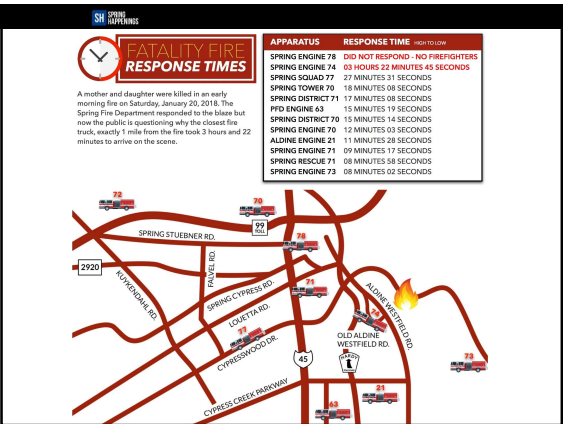 SH SPRING
HAPPENINGS
FATALITY FIRE
RESPONSE TIMES
A mother and daughter were killed in an early
morning fire on Saturday, January 20, 2018. The
Spring Fire Department responded to the blaze but
now the public is questioning why the closest fire
truck, exactly 1 mile from the fire took 3 hours and 22
minutes to arrive on the scene.
APPARATUS RESPONSE TIME HIGH TO LOW
SPRING ENGINE 78 DID NOT RESPOND - NO FIREFIGHTERS
SPRING ENGINE 74 03 HOURS 22 MINUTES 45 SECONDS
SPRING SQUAD 77 27 MINUTES 31 SECONDS
SPRING TOWER 70 18 MINUTES 08 SECONDS
SPRING DISTRICT 71 17 MINUTES 08 SECONDS
PFD ENGINE 63 15 MINUTES 19 SECONDS
SPRING DISTRICT 70 15 MINUTES 14 SECONDS
SPRING ENGINE 70 12 MINUTES 03 SECONDS
ALDINE ENGINE 21 11 MINUTES 28 SECONDS
SPRING ENGINE 71 09 MINUTES 17 SECONDS
SPRING RESCUE 71 08 MINUTES 58 SECONDS
SPRING ENGINE 73 08 MINUTES 02 SECONDS
72
70
99
TOLL
SPRING STUEBNER RD.
78
2920
FALVEL RD.
KUYKENDAHL RD.
SPRING CYPRESS RD.
71
ALDINE WESTFIELD RD.
LOUETTA RD.
74
77
OLD ALDINE
WESTFIELD RD.
CYPRESSWOOD DR.
45
HARDY
73
CYPRESS CREEK PARKWAY
21
63